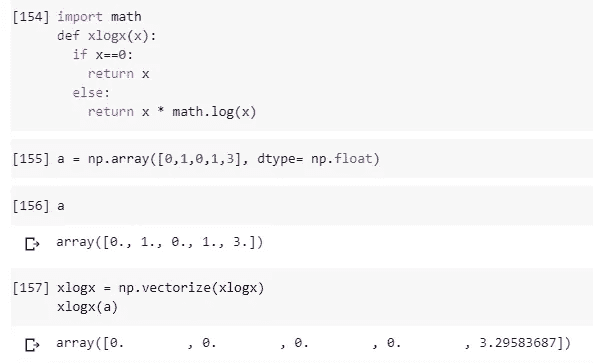 [154] import math
def xlogx(x):
if x==0:
return x
else:
return x * math.log(x)
[155] a = np.array([0,1,0,1,3], dtype= np.float)
[156] a
array([0., 1., 0., 1., 3.])
[157] xlogx = np.vectorize(xlogx)
xlogx(a)
array([0. , 0. , 0. , 0. , 3.29583687])